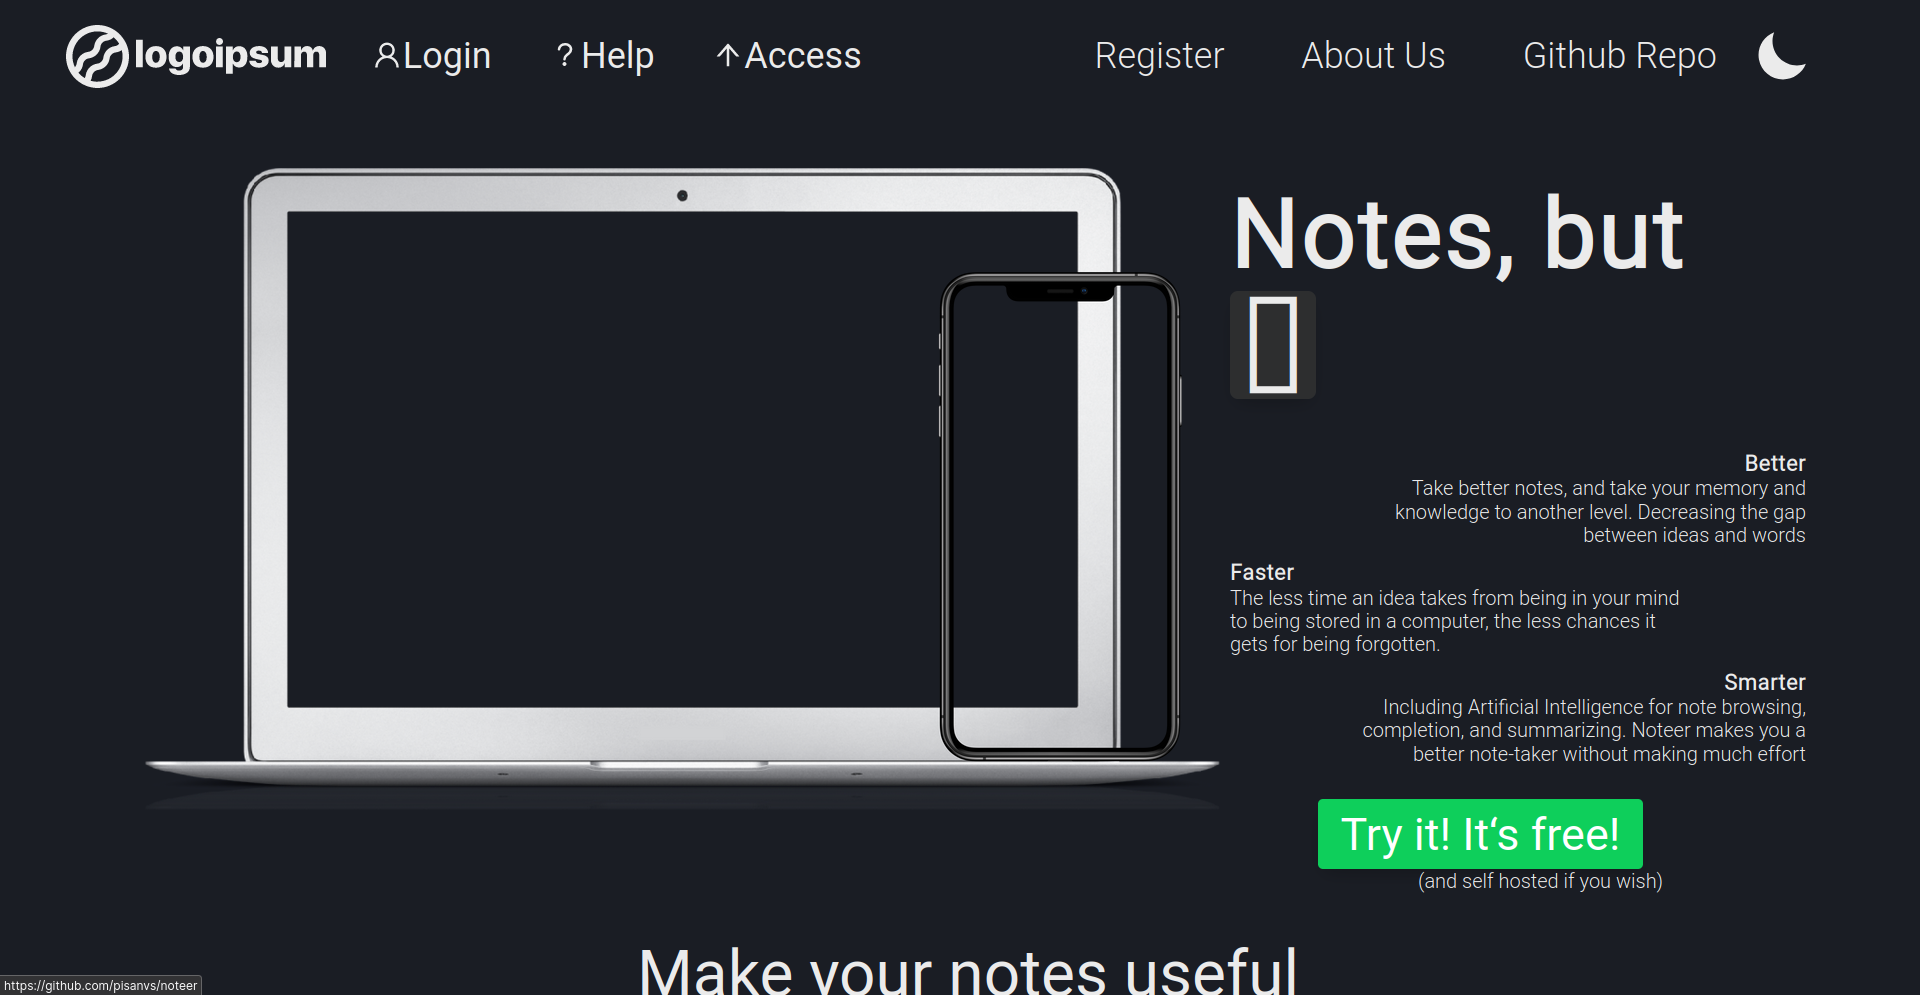 logoipsum Login ? Help Access Register About Us Github Repo
Notes, but
Better
Take better notes, and take your memory and
knowledge to another level. Decreasing the gap
between ideas and words
Faster
The less time an idea takes from being in your mind
to being stored in a computer, the less chances it
gets for being forgotten.
Smarter
Including Artificial Intelligence for note browsing,
completion, and summarizing. Noteer makes you a
better note-taker without making much effort
Try it! It‘s free!
(and self hosted if you wish)
Make your notes useful
https://github.com/pisanvs/noteer